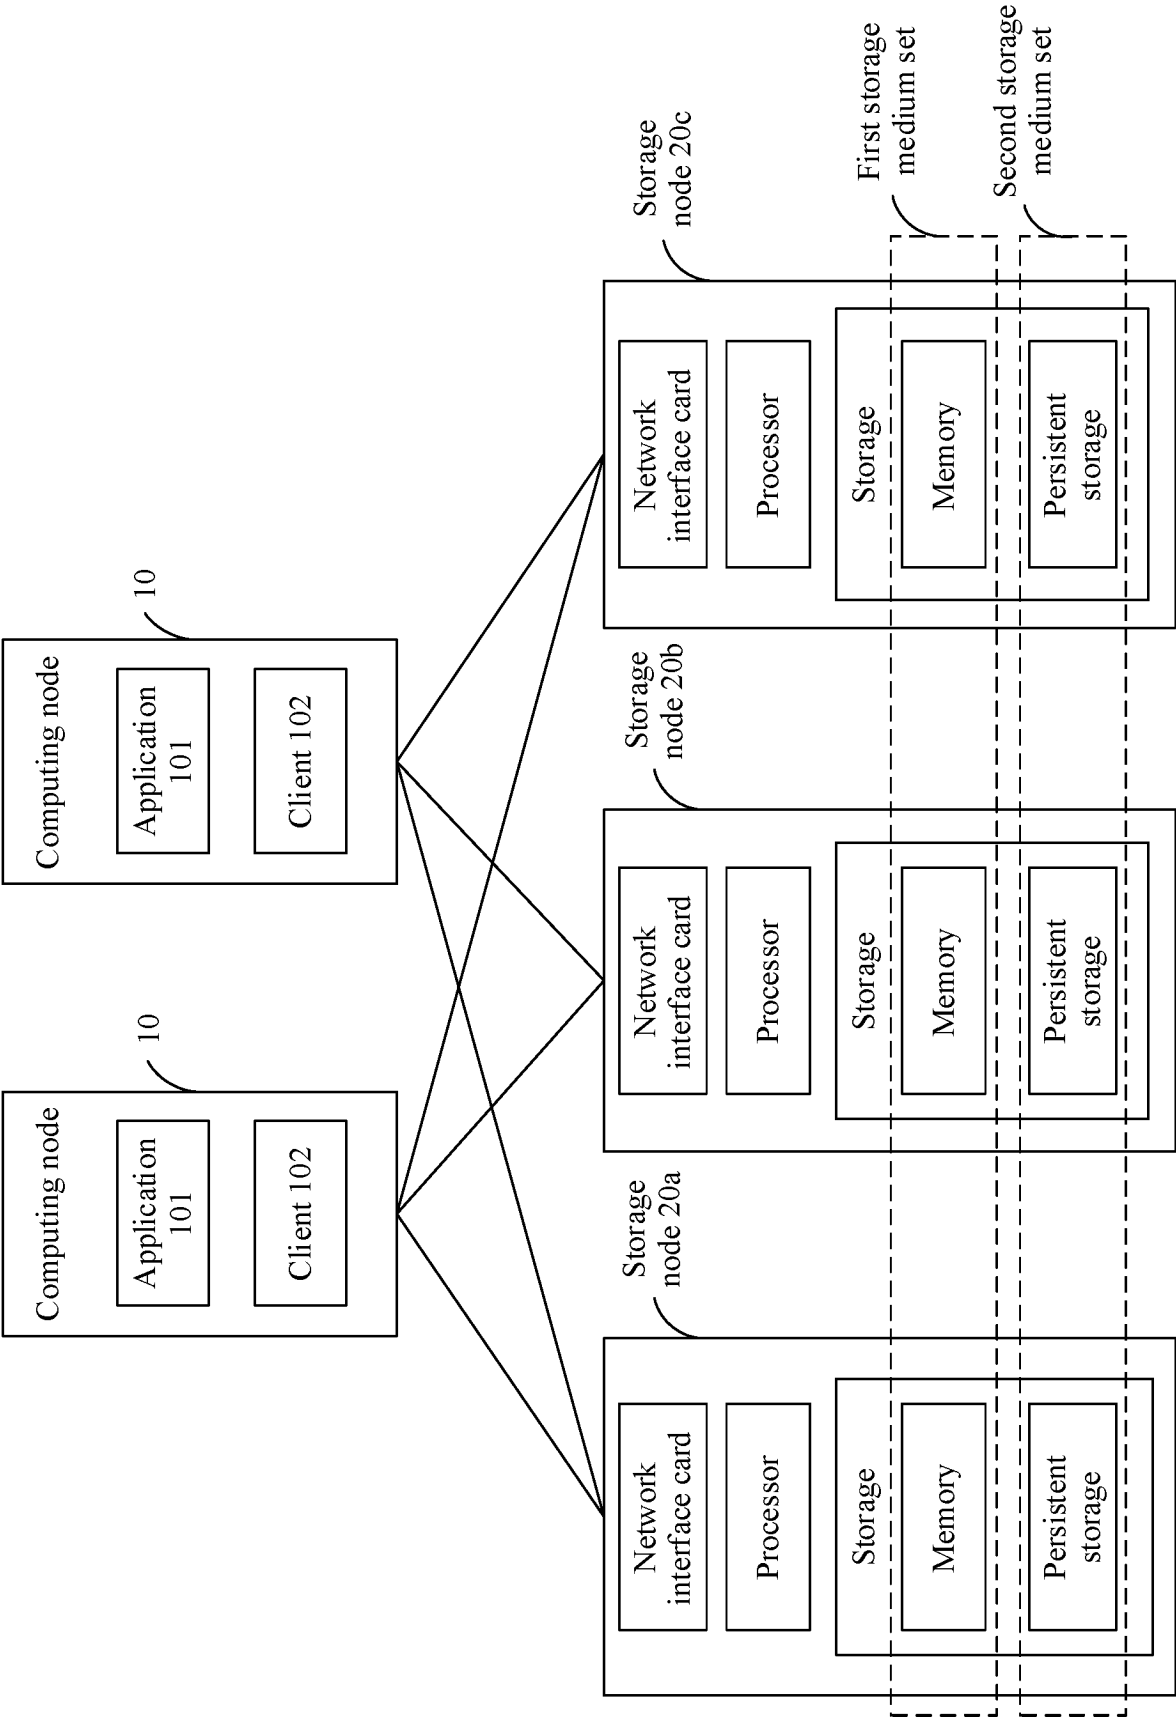 Computing node
Application
101
Client 102
10
Computing node
Application
101
Client 102
10
Storage
node 20a
Network
interface card
Processor
Storage
Memory
Persistent
storage
Storage
node 20b
Network
interface card
Processor
Storage
Memory
Persistent
storage
Storage
node 20c
Network
interface card
Processor
Storage
Memory
Persistent
storage
First storage
medium set
Second storage
medium set